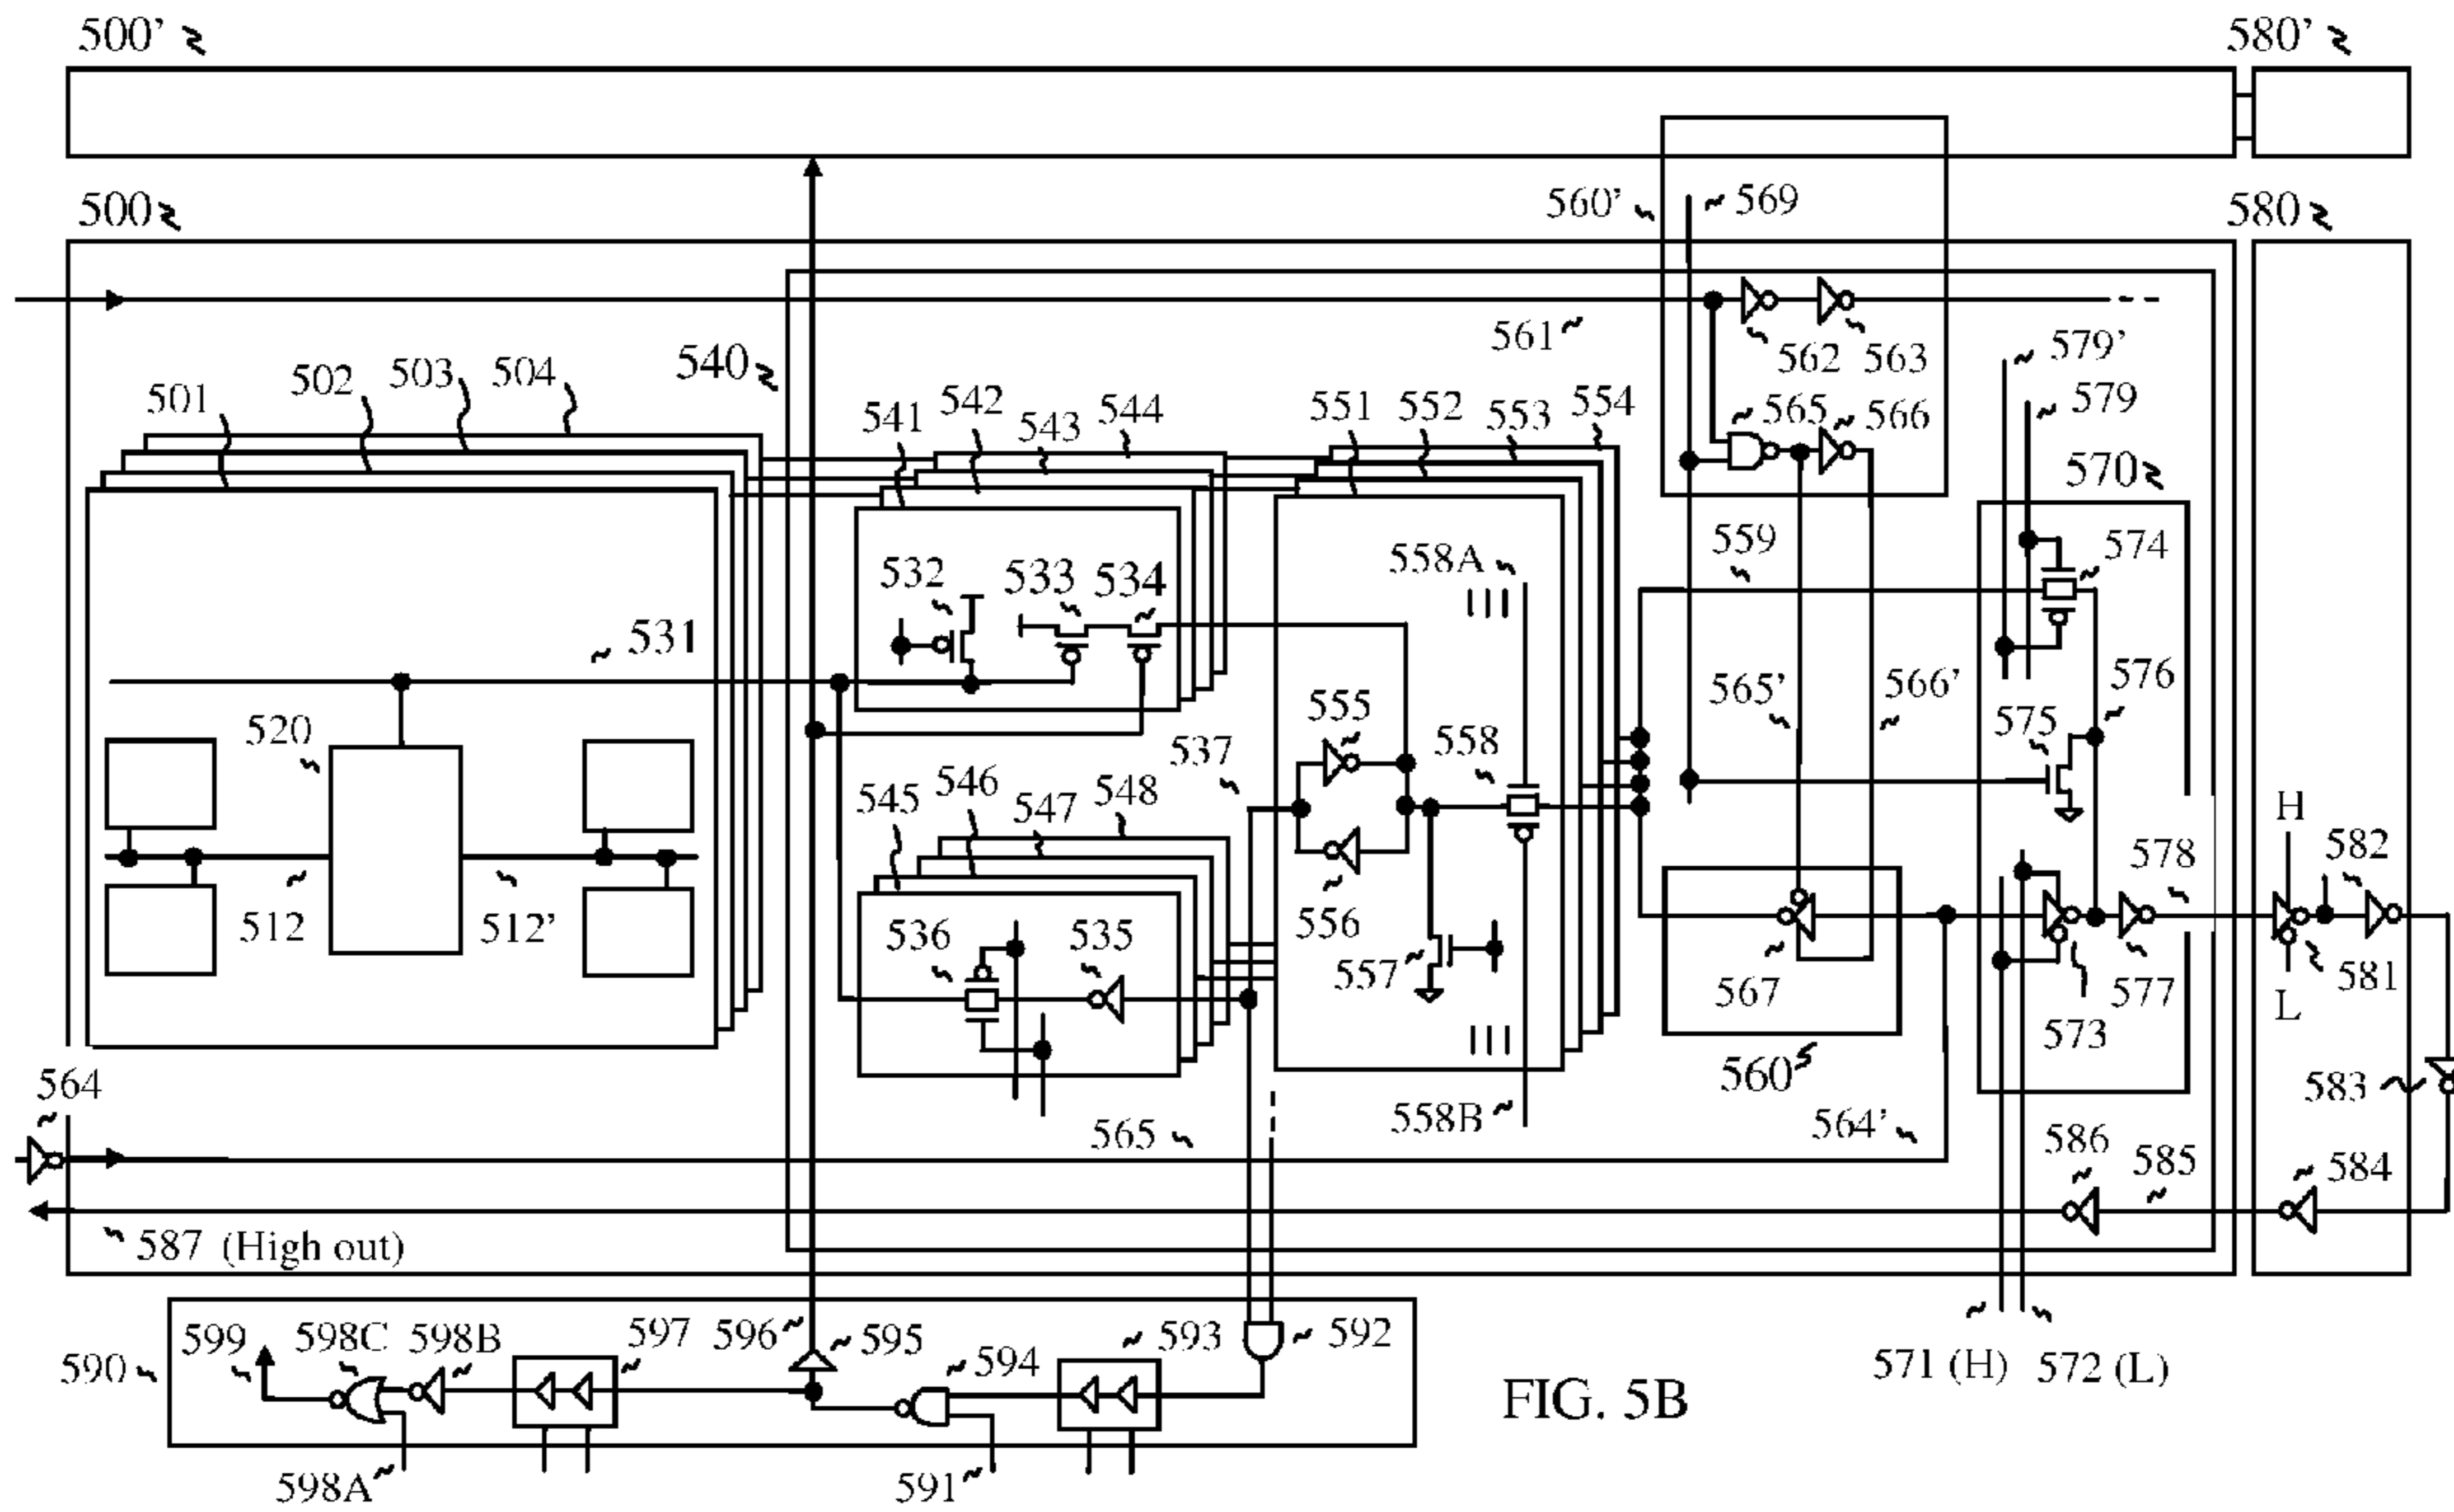 500' 580'
500 560' 569 580
561 562 563 579'
540 579
501 502 503 504 541 542 543 544 551 552 553 554 565 566
570
532 533 534 558A 559 574
531 565' 566' 576
520 555 558 575
537
545 546 547 548 H
578 582
512 512' 536 535 556 557 567 573 577 581
L
564 560 583
565 558B 564' 586 585 584
587 (High out)
599 598C 598B 597 596 595 594 593 592
590 571 (H) 572 (L)
598A 591 FIG. 5B